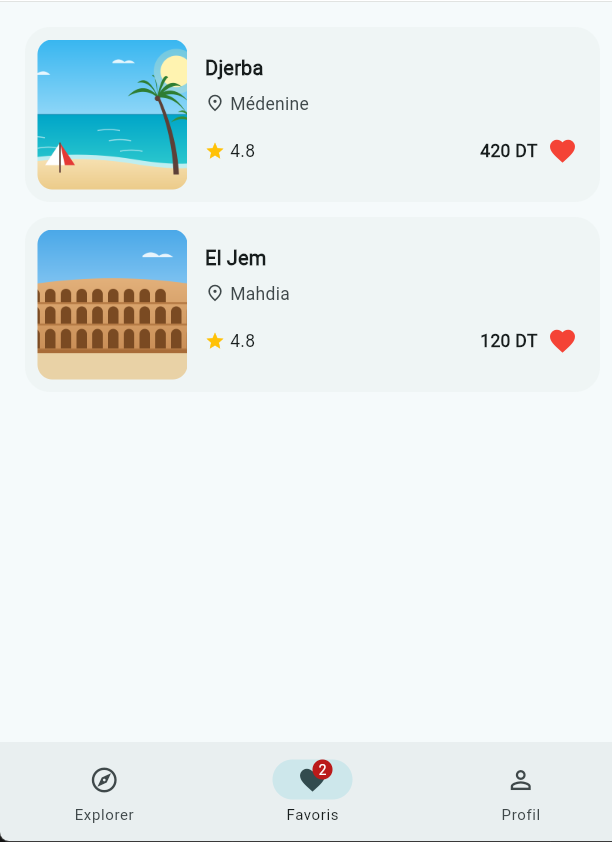 Djerba
Médenine
4.8
420 DT
El Jem
Mahdia
4.8
120 DT
2
Explorer
Favoris
Profil